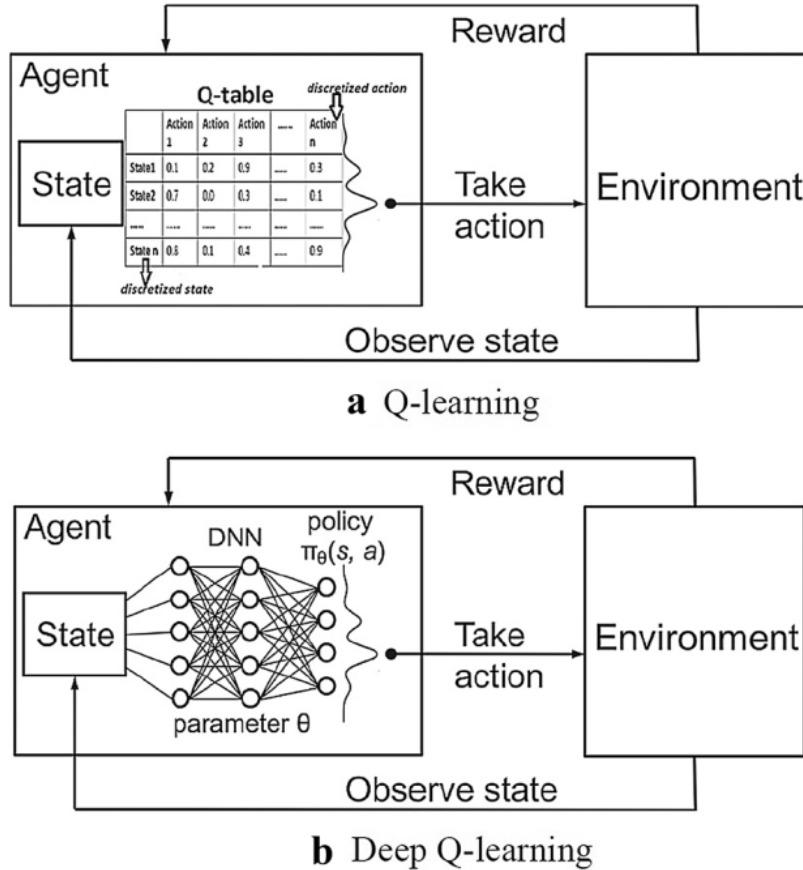 Reward
Agent
Q-table
discretized action
Action 1 Action 2 Action 3 ...... Action n
State1 0.1 0.2 0.9 ...... 0.3
State2 0.7 0.0 0.3 ...... 0.1
...... ...... ...... ...... ...... ......
State n 0.8 0.1 0.4 ...... 0.9
discretized state
State
Take
action
Environment
Observe state
a Q-learning
Reward
Agent
DNN
policy
πθ(s, a)
State
parameter θ
Take
action
Environment
Observe state
b Deep Q-learning